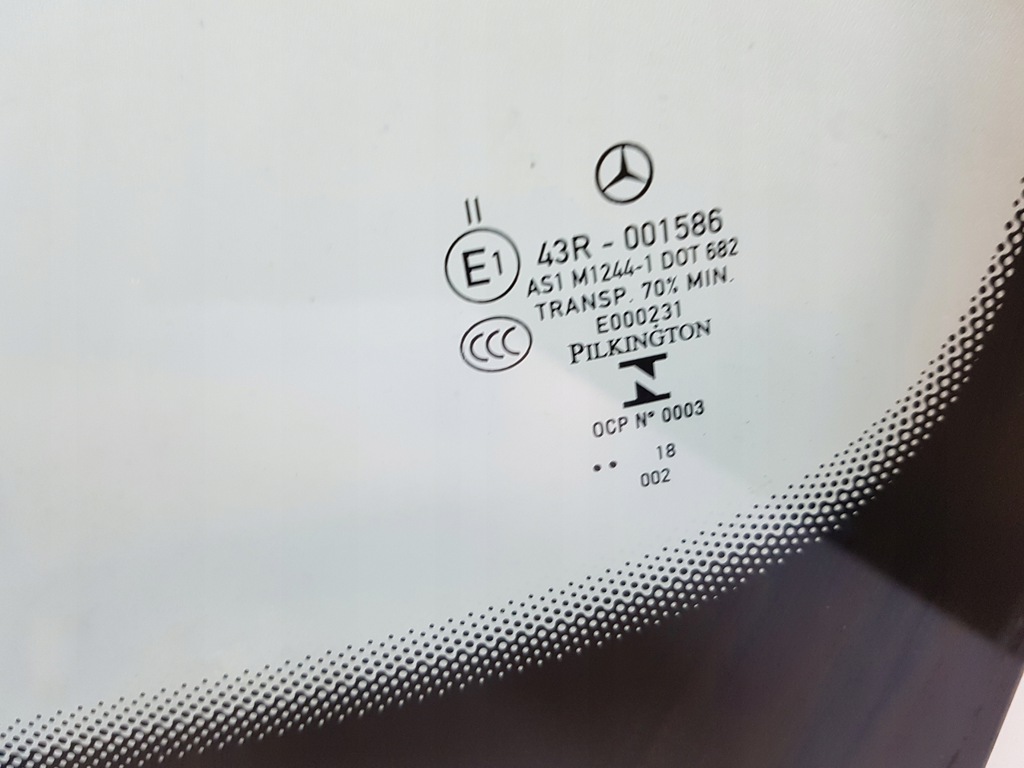 II
E1
43R - 001586
AS1 M1244-1 DOT 682
TRANSP. 70% MIN.
E000231
CCC
PILKINGTON
OCP N° 0003
.. 18
002